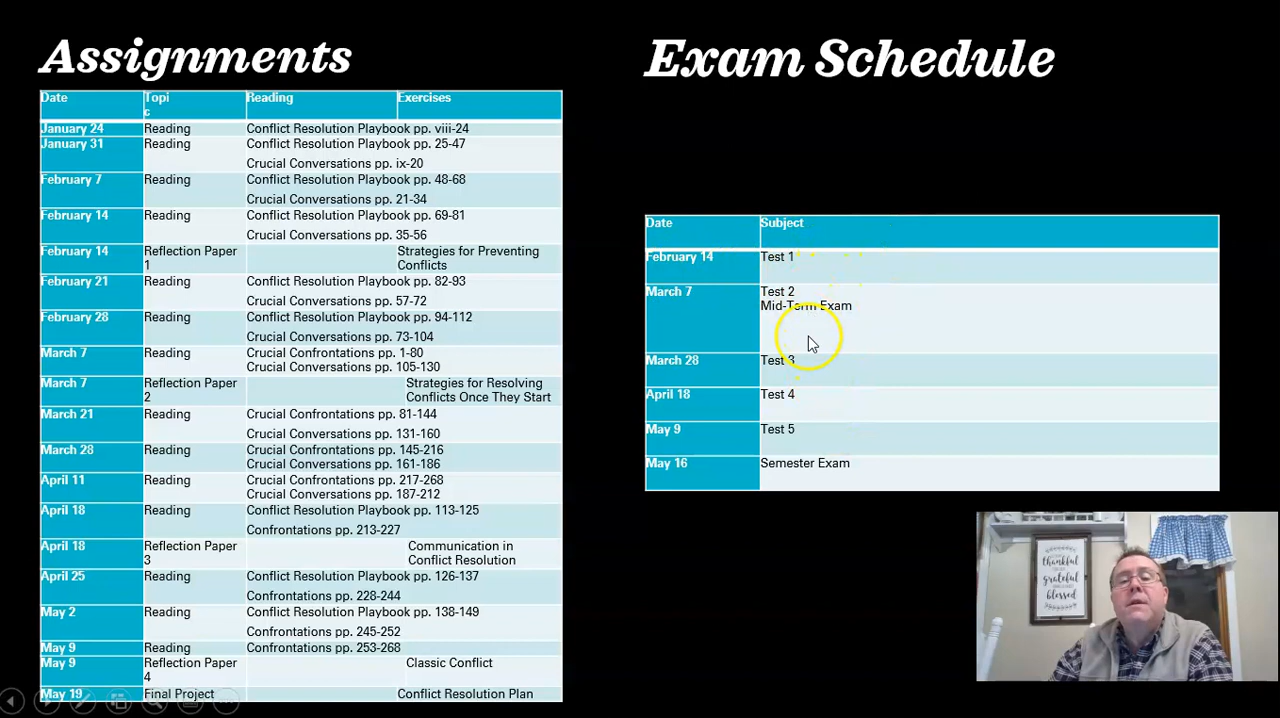 Assignments
Date Topi Reading Exercises
c
January 24 Reading Conflict Resolution Playbook pp. viii-24
January 31 Reading Conflict Resolution Playbook pp. 25-47
Crucial Conversations pp. ix-20
February 7 Reading Conflict Resolution Playbook pp. 48-68
Crucial Conversations pp. 21-34
February 14 Reading Conflict Resolution Playbook pp. 69-81
Crucial Conversations pp. 35-56
February 14 Reflection Paper Strategies for Preventing
1 Conflicts
February 21 Reading Conflict Resolution Playbook pp. 82-93
Crucial Conversations pp. 57-72
February 28 Reading Conflict Resolution Playbook pp. 94-112
Crucial Conversations pp. 73-104
March 7 Reading Crucial Confrontations pp. 1-80
Crucial Conversations pp. 105-130
March 7 Reflection Paper Strategies for Resolving
2 Conflicts Once They Start
March 21 Reading Crucial Confrontations pp. 81-144
Crucial Conversations pp. 131-160
March 28 Reading Crucial Confrontations pp. 145-216
Crucial Conversations pp. 161-186
April 11 Reading Crucial Confrontations pp. 217-268
Crucial Conversations pp. 187-212
April 18 Reading Conflict Resolution Playbook pp. 113-125
Confrontations pp. 213-227
April 18 Reflection Paper Communication in
3 Conflict Resolution
April 25 Reading Conflict Resolution Playbook pp. 126-137
Confrontations pp. 228-244
May 2 Reading Conflict Resolution Playbook pp. 138-149
Confrontations pp. 245-252
May 9 Reading Confrontations pp. 253-268
May 9 Reflection Paper Classic Conflict
4
May 19 Final Project Conflict Resolution Plan
Exam Schedule
Date Subject
February 14 Test 1
March 7 Test 2
Mid-Term Exam
March 28 Test 3
April 18 Test 4
May 9 Test 5
May 16 Semester Exam
thankful
grateful
blessed